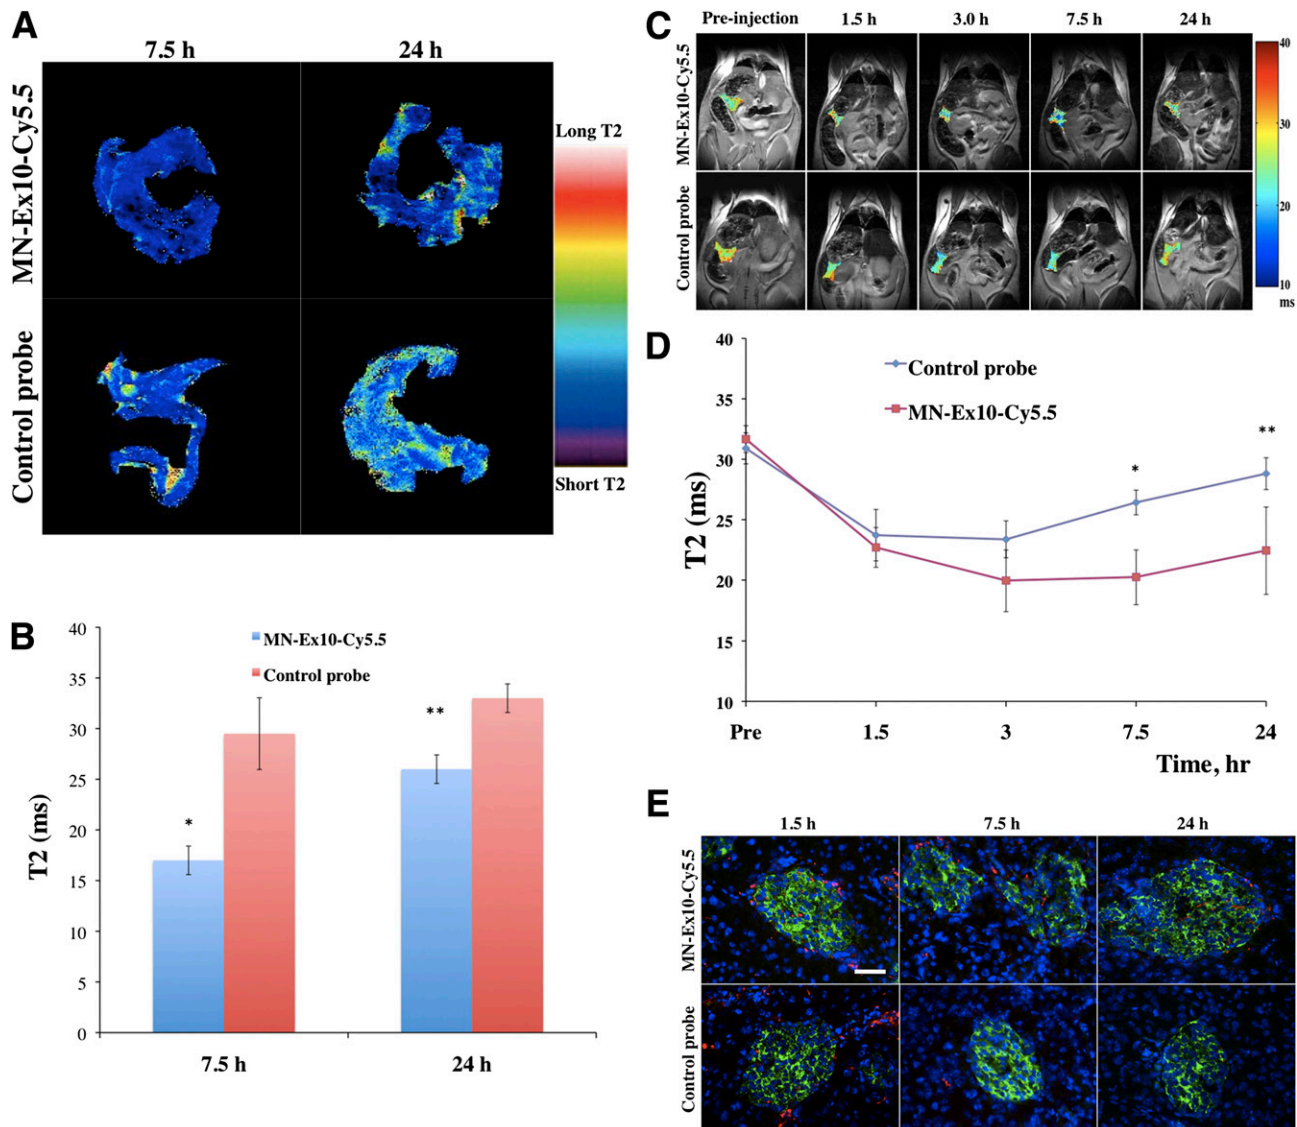 A
7.5 h
24 h
MN-Ex10-Cy5.5
Control probe
Long T2
Short T2
B
40
35
30
25
20
15
10
5
0
T2 (ms)
MN-Ex10-Cy5.5
Control probe
*
**
7.5 h
24 h
C
Pre-injection
1.5 h
3.0 h
7.5 h
24 h
MN-Ex10-Cy5.5
Control probe
40
30
20
10
ms
D
40
35
30
25
20
15
10
T2 (ms)
Control probe
MN-Ex10-Cy5.5
*
**
Pre
1.5
3
7.5
24
Time, hr
E
1.5 h
7.5 h
24 h
MN-Ex10-Cy5.5
Control probe